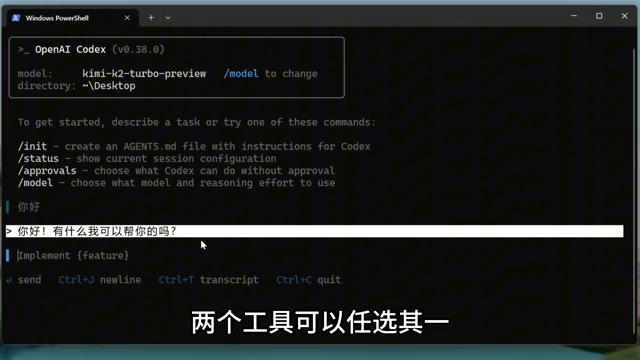 Windows PowerShell
>_ OpenAI Codex (v0.38.0)
model: kimi-k2-turbo-preview /model to change
directory: ~\Desktop
To get started, describe a task or try one of these commands:
/init - create an AGENTS.md file with instructions for Codex
/status - show current session configuration
/approvals - choose what Codex can do without approval
/model - choose what model and reasoning effort to use
你好
> 你好！有什么我可以帮你的吗？
Implement {feature}
⏎ send Ctrl+J newline Ctrl+T transcript Ctrl+C quit
两个工具可以任选其一